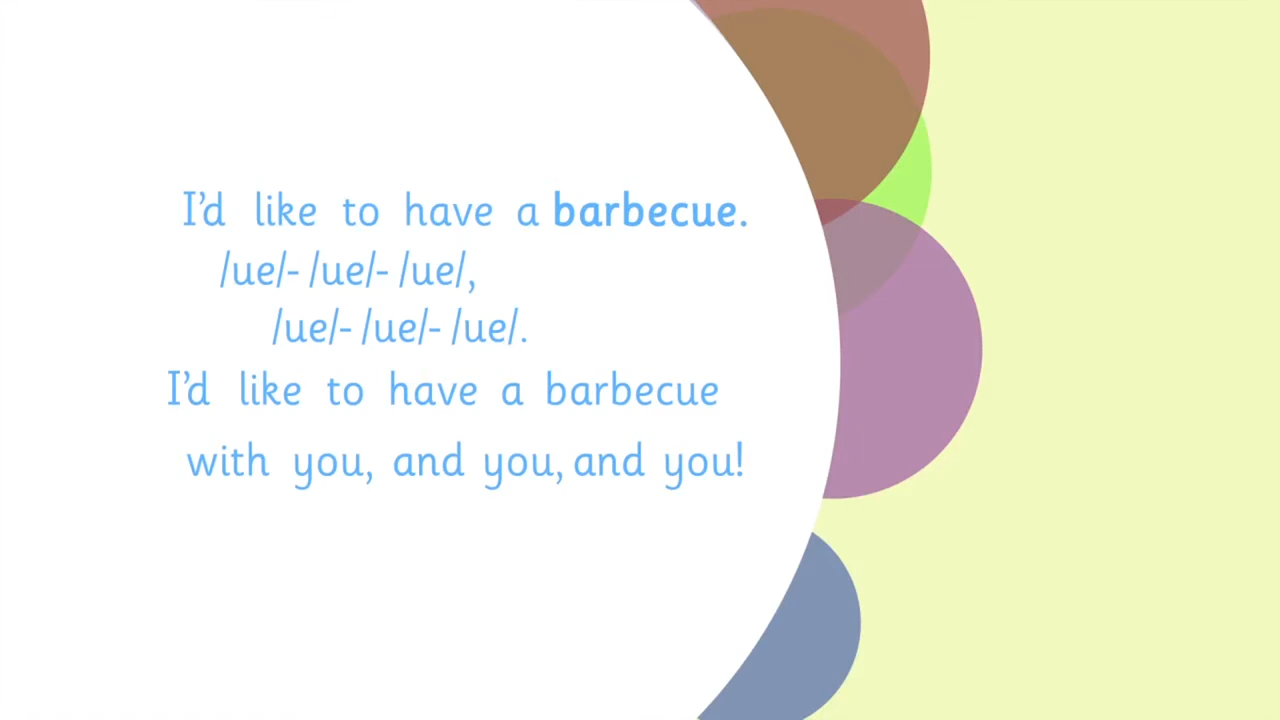 I’d like to have a barbecue.
/ue/- /ue/- /ue/,
/ue/- /ue/- /ue/.
I’d like to have a barbecue
with you, and you, and you!